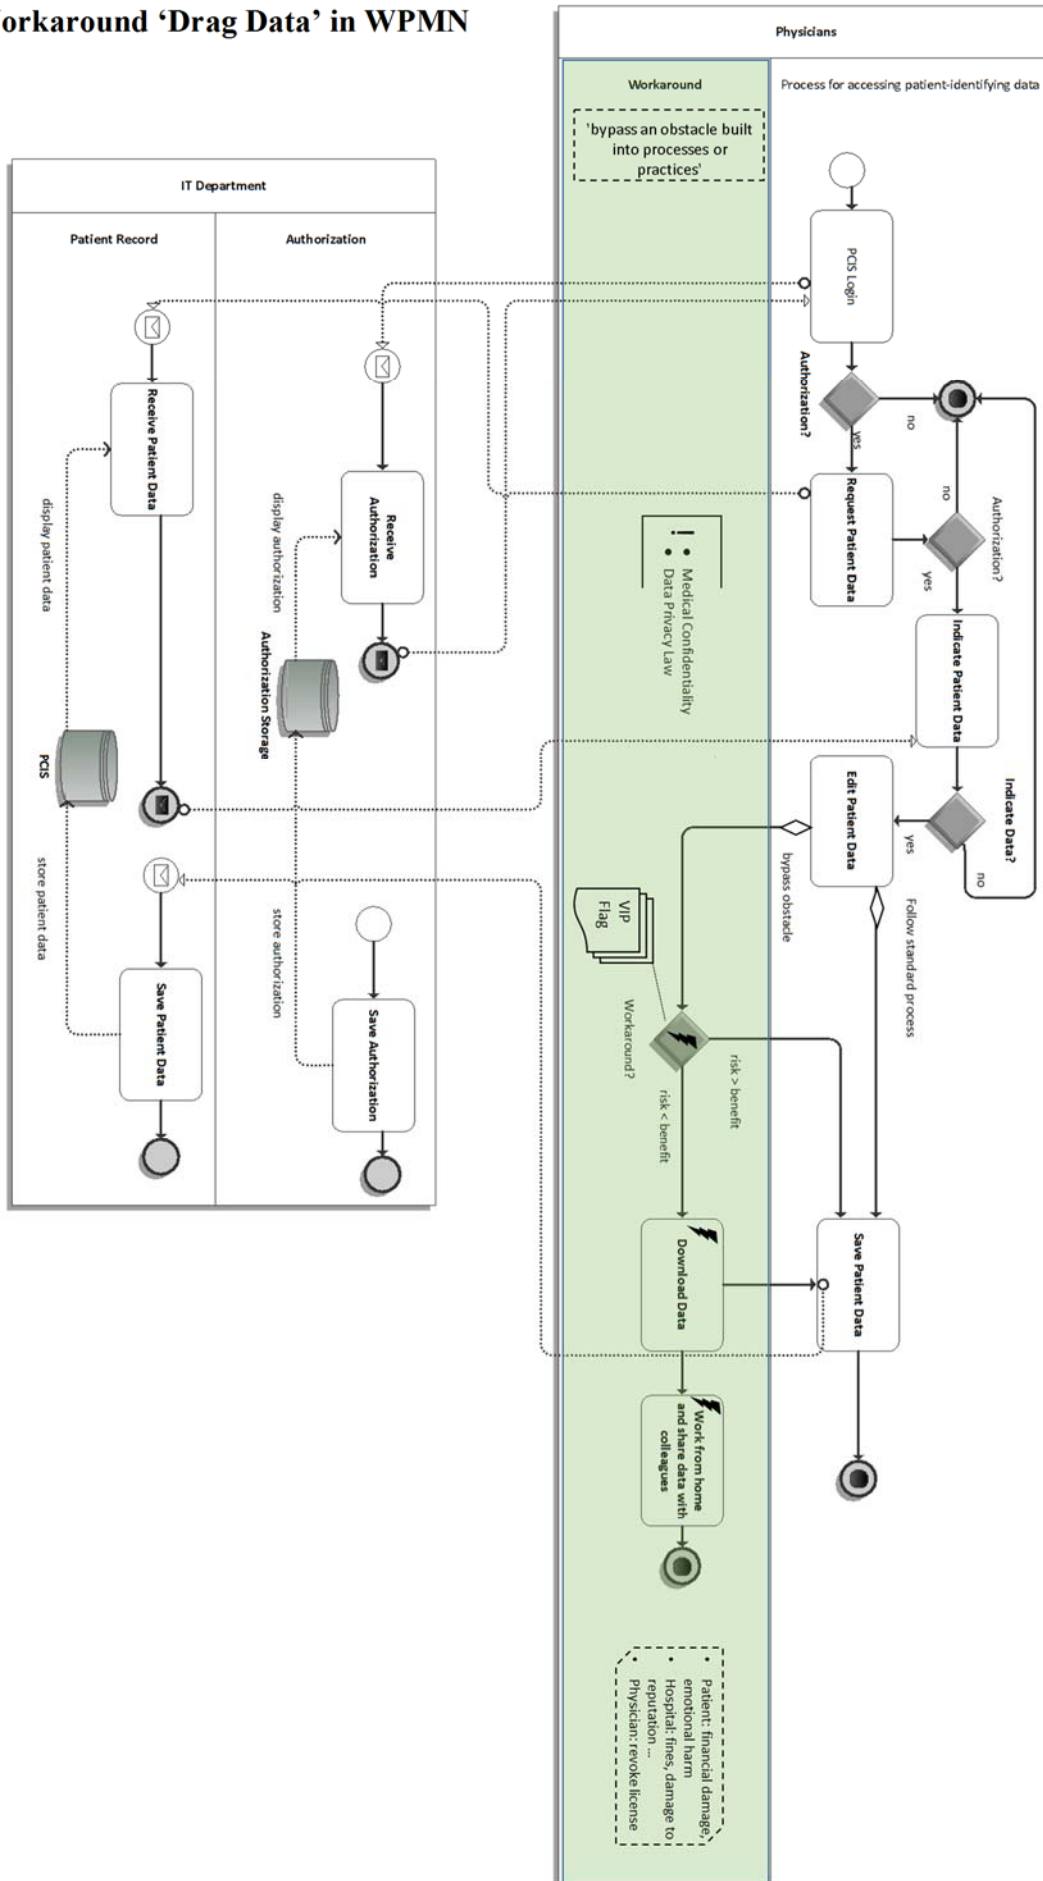 orkaround ‘Drag Data’ in WPMN
Physicians
Workaround
Process for accessing patient-identifying data
'bypass an obstacle built
into processes or
practices'
IT Department
Patient Record
Authorization
PCIS Login
Authorization?
no
yes
Request Patient Data
Authorization?
no
yes
Indicate Patient Data
Indicate Data?
yes
no
Edit Patient Data
Follow standard process
bypass obstacle
!
• Medical Confidentiality
• Data Privacy Law
VIP
Flag
Workaround?
risk > benefit
risk < benefit
Download Data
Save Patient Data
Work from home
and share data with
colleagues
• Patient: financial damage,
emotional harm
• Hospital: fines, damage to
reputation ...
• Physician: revoke license
Receive Patient Data
Receive
Authorization
display patient data
display authorization
Authorization Storage
PCIS
store patient data
store authorization
Save Patient Data
Save Authorization